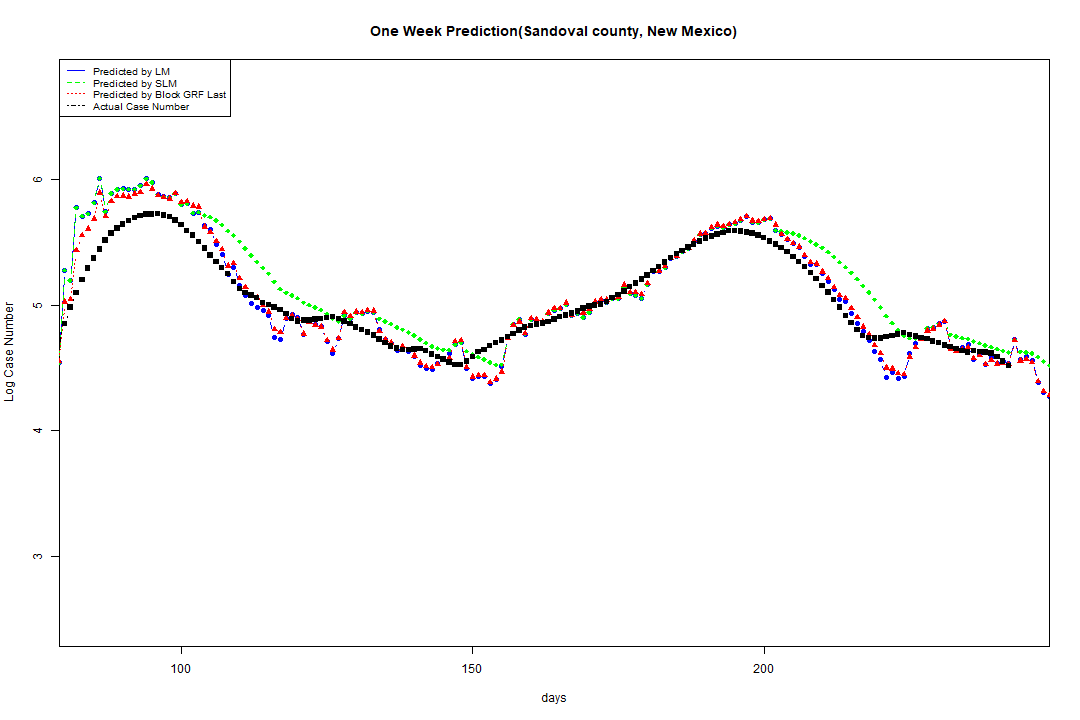 One Week Prediction(Sandoval county, New Mexico)
Predicted by LM
Predicted by SLM
Predicted by Block GRF Last
Actual Case Number
6
5
4
3
Log Case Number
100
150
200
days